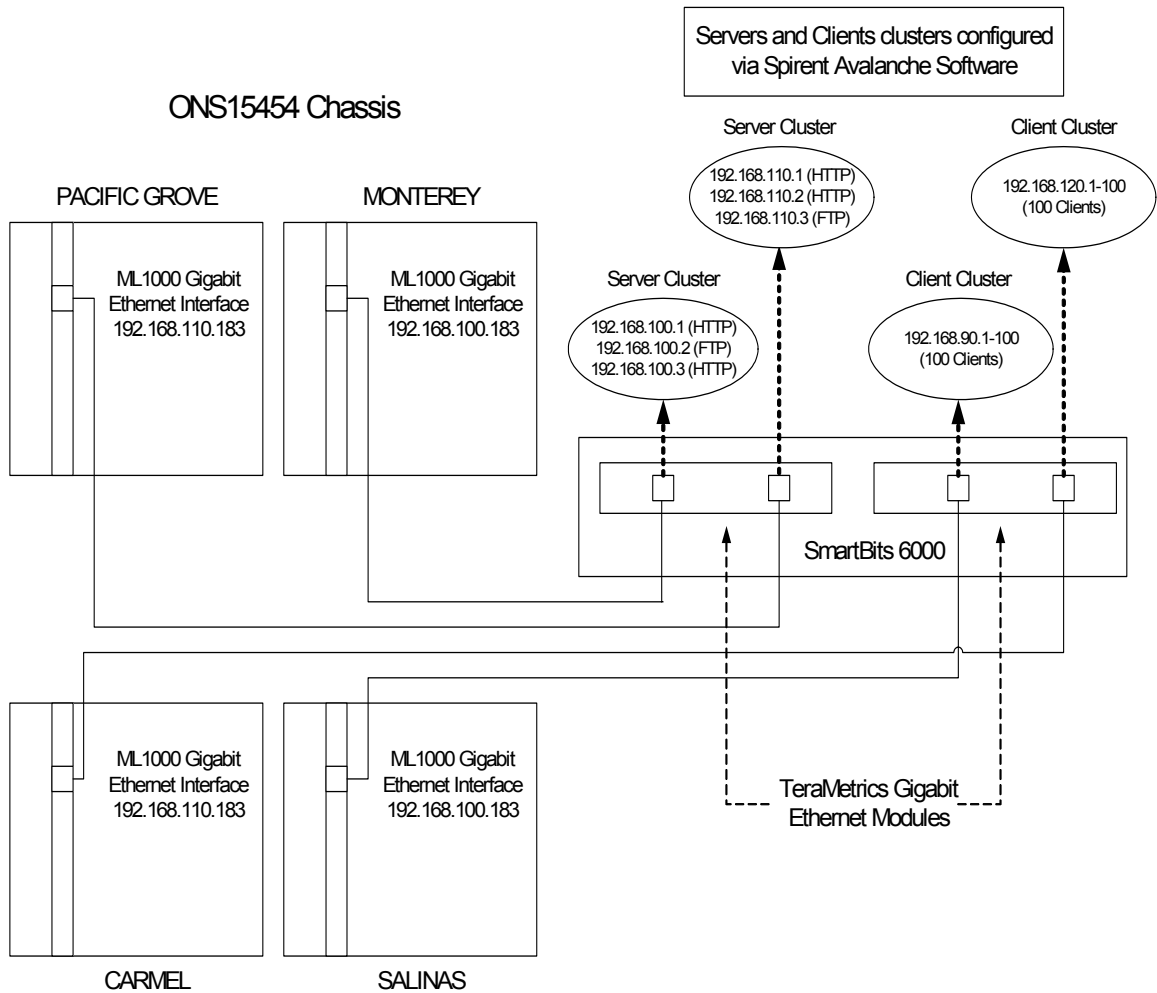 Servers and Clients clusters configured
via Spirent Avalanche Software
ONS15454 Chassis
Server Cluster
Client Cluster
192.168.110.1 (HTTP)
192.168.110.2 (HTTP)
192.168.110.3 (FTP)
192.168.120.1-100
(100 Clients)
PACIFIC GROVE
MONTEREY
ML1000 Gigabit
Ethernet Interface
192.168.110.183
ML1000 Gigabit
Ethernet Interface
192.168.100.183
Server Cluster
Client Cluster
192.168.100.1 (HTTP)
192.168.100.2 (FTP)
192.168.100.3 (HTTP)
192.168.90.1-100
(100 Clients)
SmartBits 6000
ML1000 Gigabit
Ethernet Interface
192.168.110.183
ML1000 Gigabit
Ethernet Interface
192.168.100.183
TeraMetrics Gigabit
Ethernet Modules
CARMEL
SALINAS